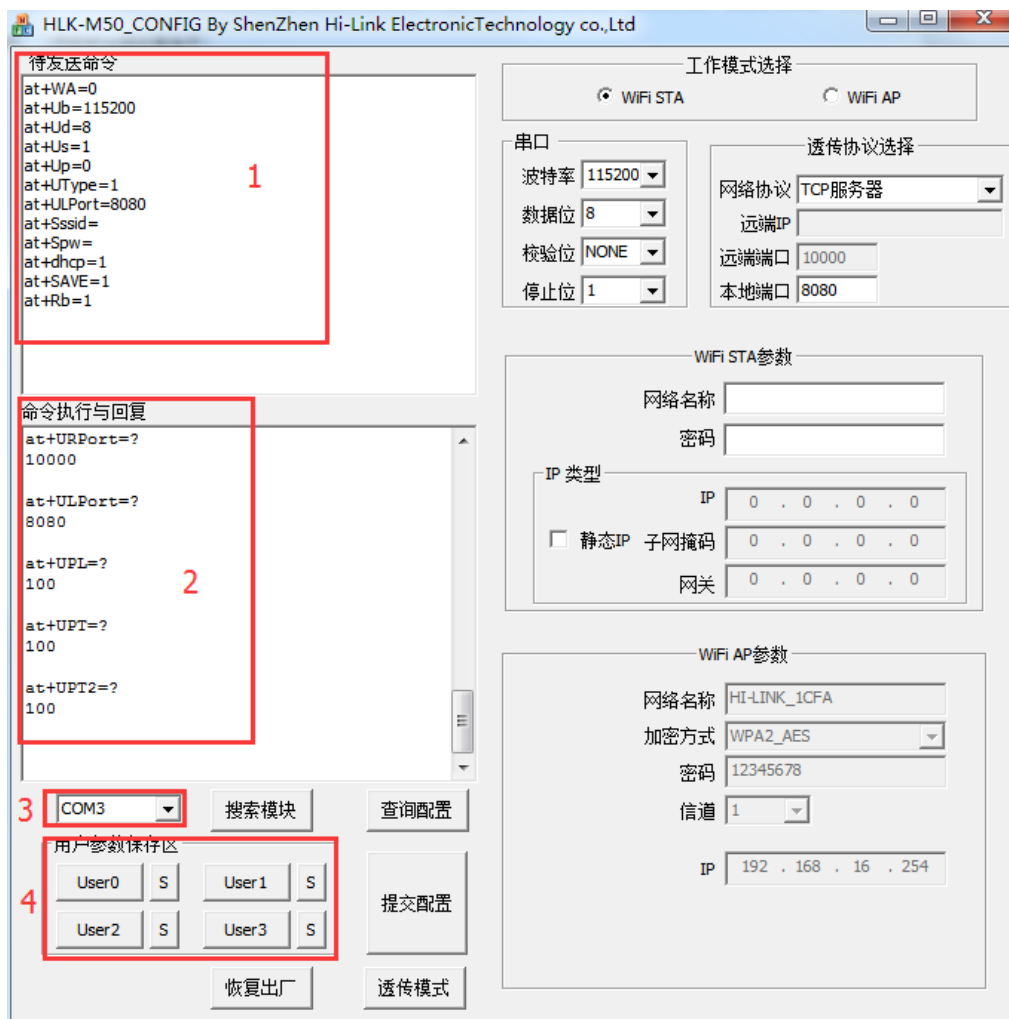 HLK-M50_CONFIG By ShenZhen Hi-Link ElectronicTechnology co.,Ltd
待发送命令
at+WA=0
at+Ub=115200
at+Ud=8
at+Us=1
at+Up=0
at+UType=1
at+ULPort=8080
at+Sssid=
at+Spw=
at+dhcp=1
at+SAVE=1
at+Rb=1
1
命令执行与回复
at+URPort=?
10000
at+ULPort=?
8080
at+UPL=?
100
at+UPT=?
100
at+UPT2=?
100
2
3
COM3
搜索模块
查询配置
用户参数保存区
4
User0
S
User1
S
User2
S
User3
S
提交配置
恢复出厂
透传模式
工作模式选择
WiFi STA
WiFi AP
串口
波特率 115200
数据位 8
校验位 NONE
停止位 1
透传协议选择
网络协议 TCP服务器
远端IP
远端端口 10000
本地端口 8080
WiFi STA参数
网络名称
密码
IP 类型
IP 0 . 0 . 0 . 0
静态IP 子网掩码 0 . 0 . 0 . 0
网关 0 . 0 . 0 . 0
WiFi AP参数
网络名称 HI-LINK_1CFA
加密方式 WPA2_AES
密码 12345678
信道 1
IP 192 . 168 . 16 . 254